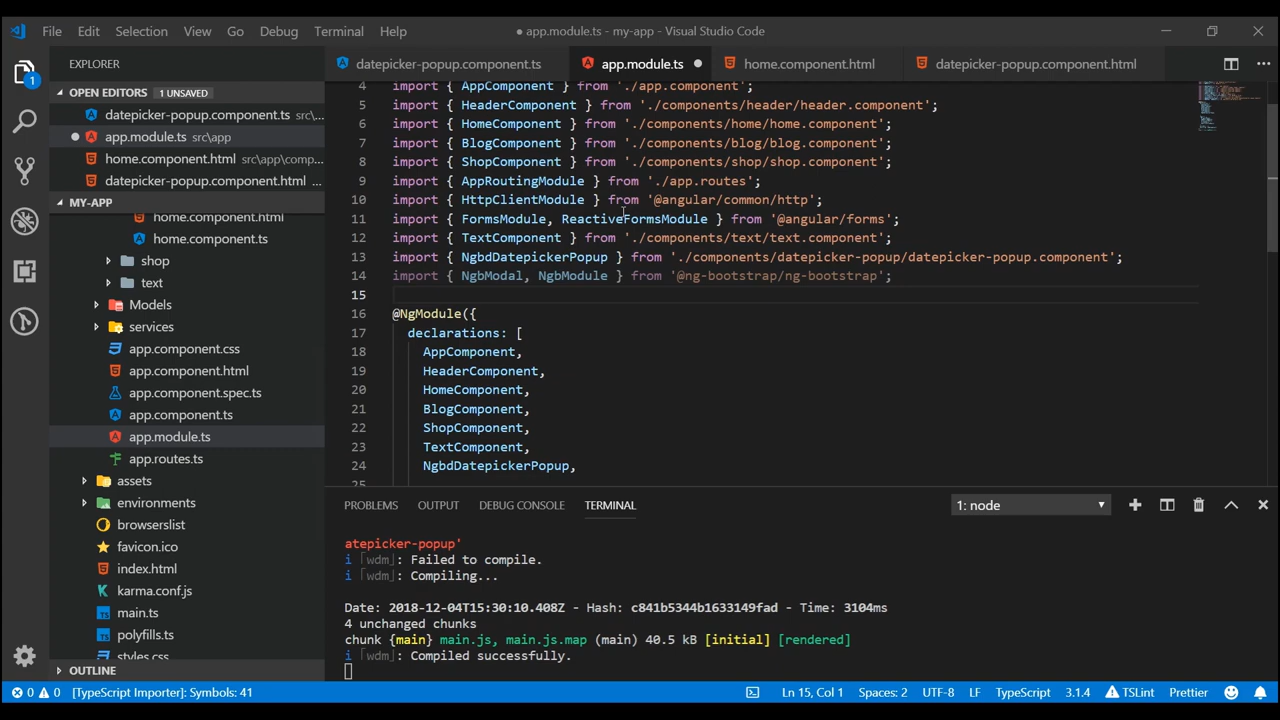 File Edit Selection View Go Debug Terminal Help
● app.module.ts - my-app - Visual Studio Code
EXPLORER
datepicker-popup.component.ts
app.module.ts ●
home.component.html
datepicker-popup.component.html
OPEN EDITORS 1 UNSAVED
datepicker-popup.component.ts src\...
● app.module.ts src\app
home.component.html src\app\comp...
datepicker-popup.component.html ...
MY-APP
home.component.html
home.component.ts
shop
text
Models
services
app.component.css
app.component.html
app.component.spec.ts
app.component.ts
app.module.ts
app.routes.ts
assets
environments
browserslist
favicon.ico
index.html
karma.conf.js
main.ts
polyfills.ts
styles.css
OUTLINE
1
4 import { AppComponent } from './app.component';
5 import { HeaderComponent } from './components/header/header.component';
6 import { HomeComponent } from './components/home/home.component';
7 import { BlogComponent } from './components/blog/blog.component';
8 import { ShopComponent } from './components/shop/shop.component';
9 import { AppRoutingModule } from './app.routes';
10 import { HttpClientModule } from '@angular/common/http';
11 import { FormsModule, ReactiveFormsModule } from '@angular/forms';
12 import { TextComponent } from './components/text/text.component';
13 import { NgbdDatepickerPopup } from './components/datepicker-popup/datepicker-popup.component';
14 import { NgbModal, NgbModule } from '@ng-bootstrap/ng-bootstrap';
15
16 @NgModule({
17 declarations: [
18 AppComponent,
19 HeaderComponent,
20 HomeComponent,
21 BlogComponent,
22 ShopComponent,
23 TextComponent,
24 NgbdDatepickerPopup,
25
PROBLEMS OUTPUT DEBUG CONSOLE TERMINAL
1: node
atepicker-popup'
i ｢wdm｣: Failed to compile.
i ｢wdm｣: Compiling...
Date: 2018-12-04T15:30:10.408Z - Hash: c841b5344b1633149fad - Time: 3104ms
4 unchanged chunks
chunk {main} main.js, main.js.map (main) 40.5 kB [initial] [rendered]
i ｢wdm｣: Compiled successfully.
0 0 [TypeScript Importer]: Symbols: 41
Ln 15, Col 1 Spaces: 2 UTF-8 LF TypeScript 3.1.4 TSLint Prettier